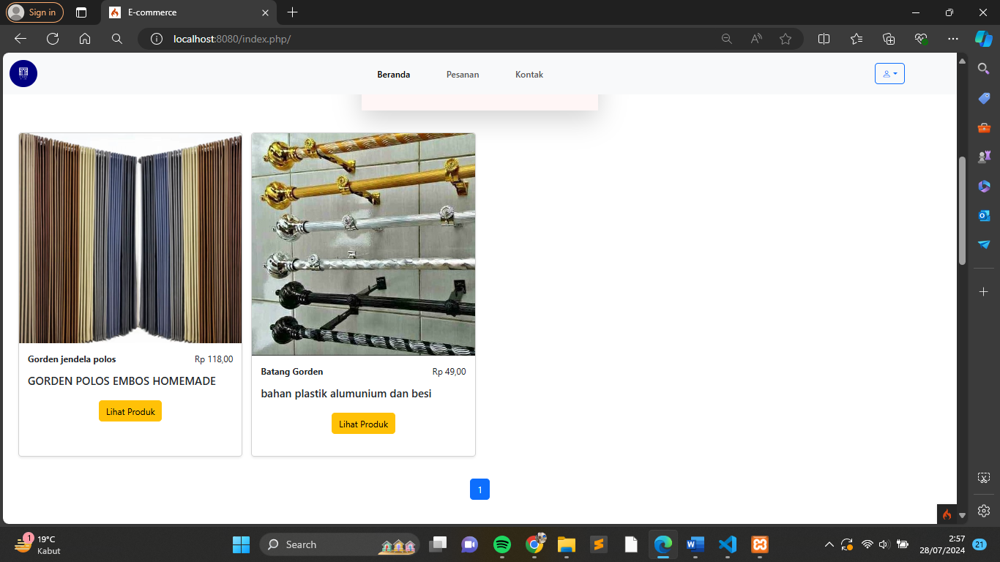 Sign in
E-commerce
localhost:8080/index.php/
Beranda
Pesanan
Kontak
Gorden jendela polos
Rp 118,00
GORDEN POLOS EMBOS HOMEMADE
Lihat Produk
Batang Gorden
Rp 49,00
bahan plastik alumunium dan besi
Lihat Produk
1
1
19°C
Kabut
Search
2:57
28/07/2024
21